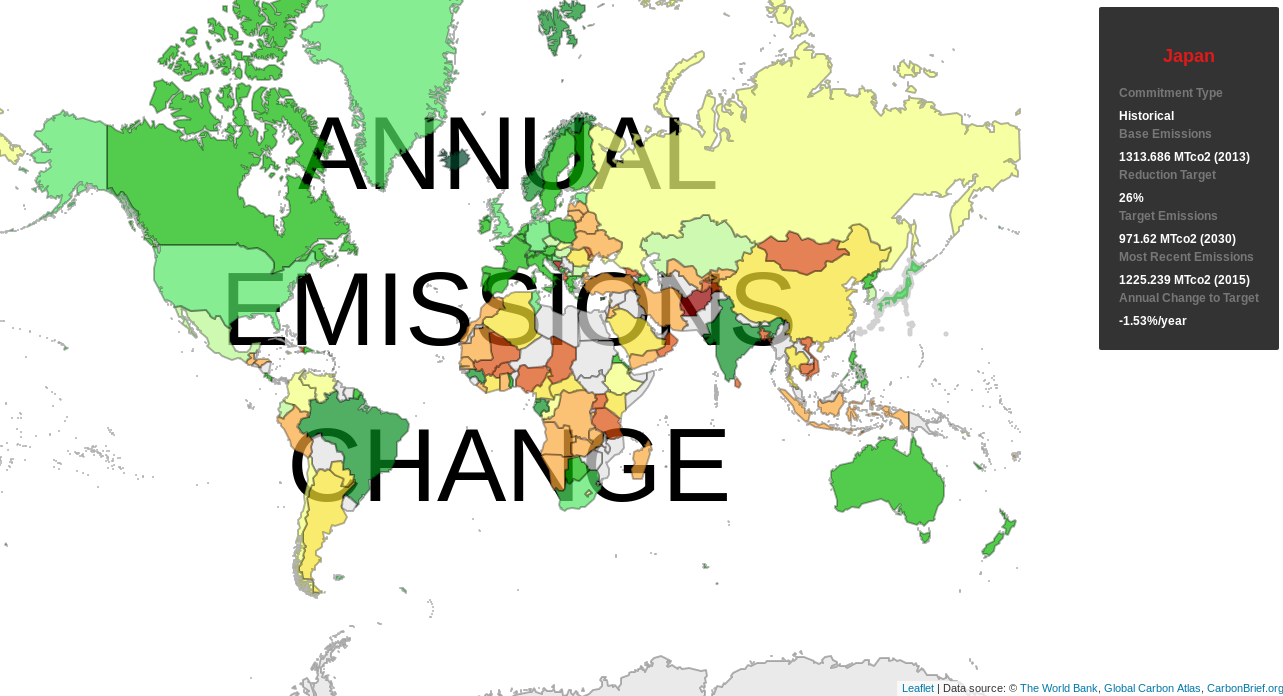 ANNUAL
EMISSIONS
CHANGE
Japan
Commitment Type
Historical
Base Emissions
1313.686 MTco2 (2013)
Reduction Target
26%
Target Emissions
971.62 MTco2 (2030)
Most Recent Emissions
1225.239 MTco2 (2015)
Annual Change to Target
-1.53%/year
Leaflet | Data source: © The World Bank, Global Carbon Atlas, CarbonBrief.org